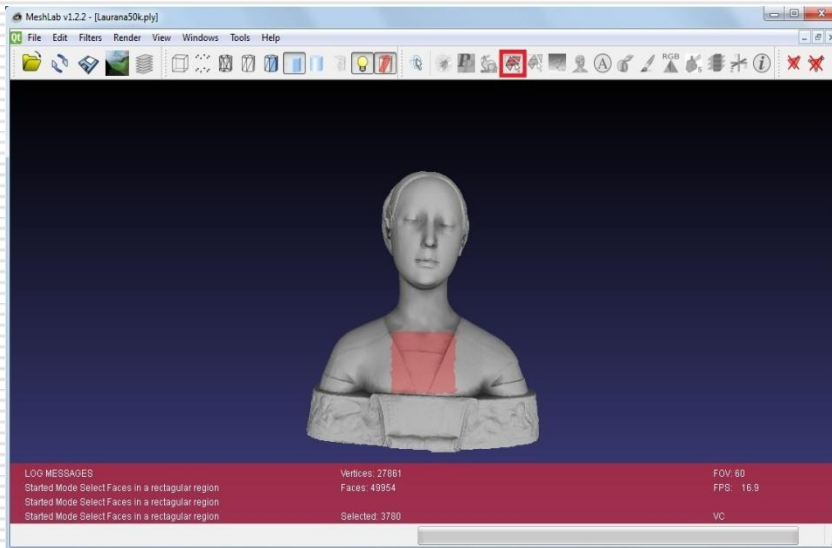 MeshLab v1.2.2 - [Laurana50k.ply]
File Edit Filters Render View Windows Tools Help
RGB
LOG MESSAGES
Started Mode Select Faces in a rectagular region
Started Mode Select Faces in a rectagular region
Started Mode Select Faces in a rectagular region
Vertices: 27861
Faces: 49954
Selected: 3780
FOV: 60
FPS: 16.9
VC